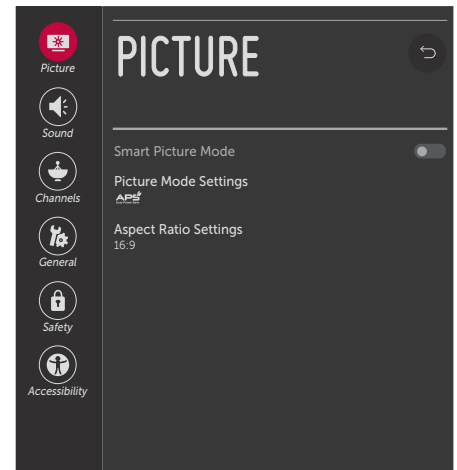 Picture
Sound
Channels
General
Safety
Accessibility
PICTURE
Smart Picture Mode
Picture Mode Settings
APS
Aspect Ratio Settings
16:9